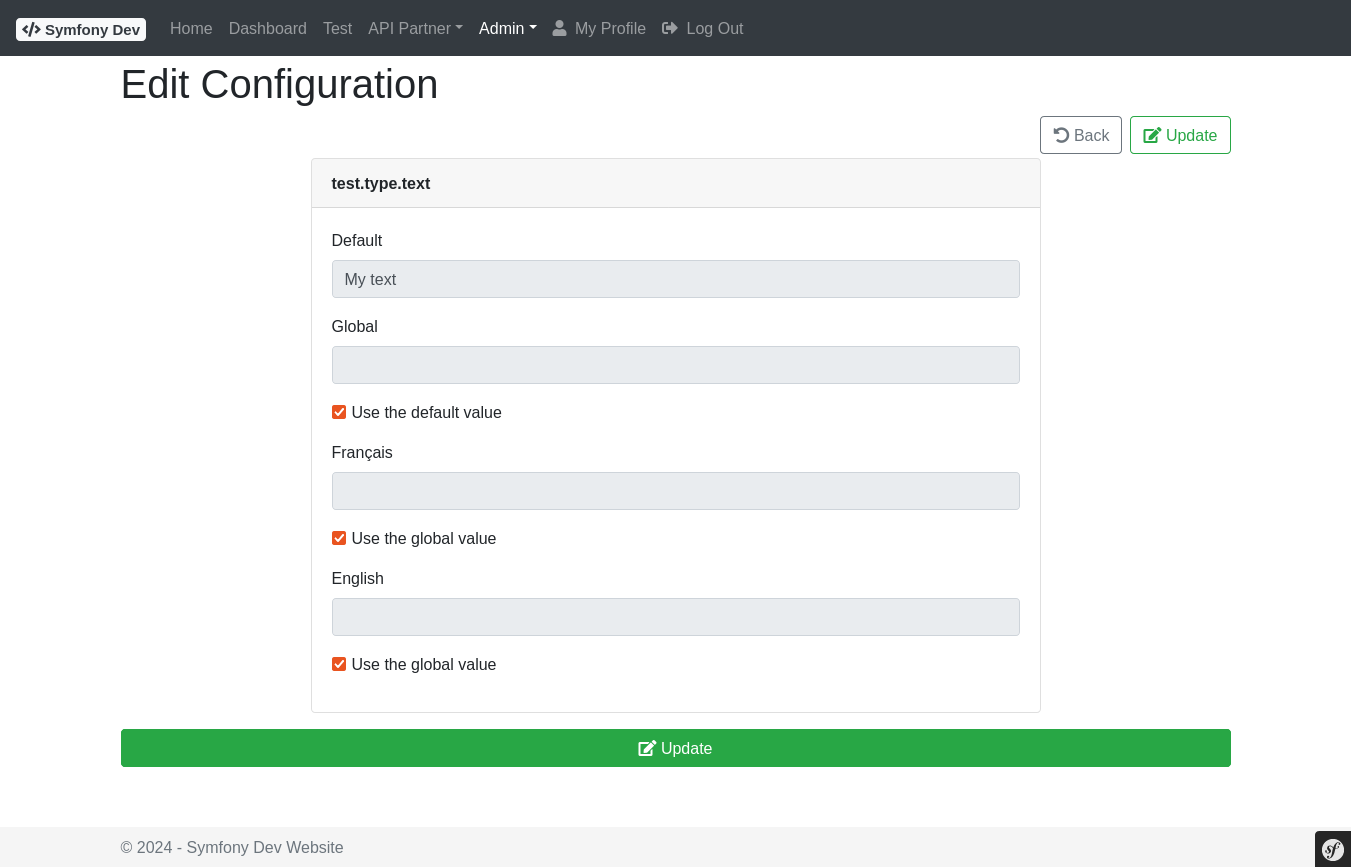 Symfony Dev Home Dashboard Test API Partner Admin My Profile Log Out
Edit Configuration
Back Update
test.type.text
Default
My text
Global
Use the default value
Français
Use the global value
English
Use the global value
Update
© 2024 - Symfony Dev Website
sf